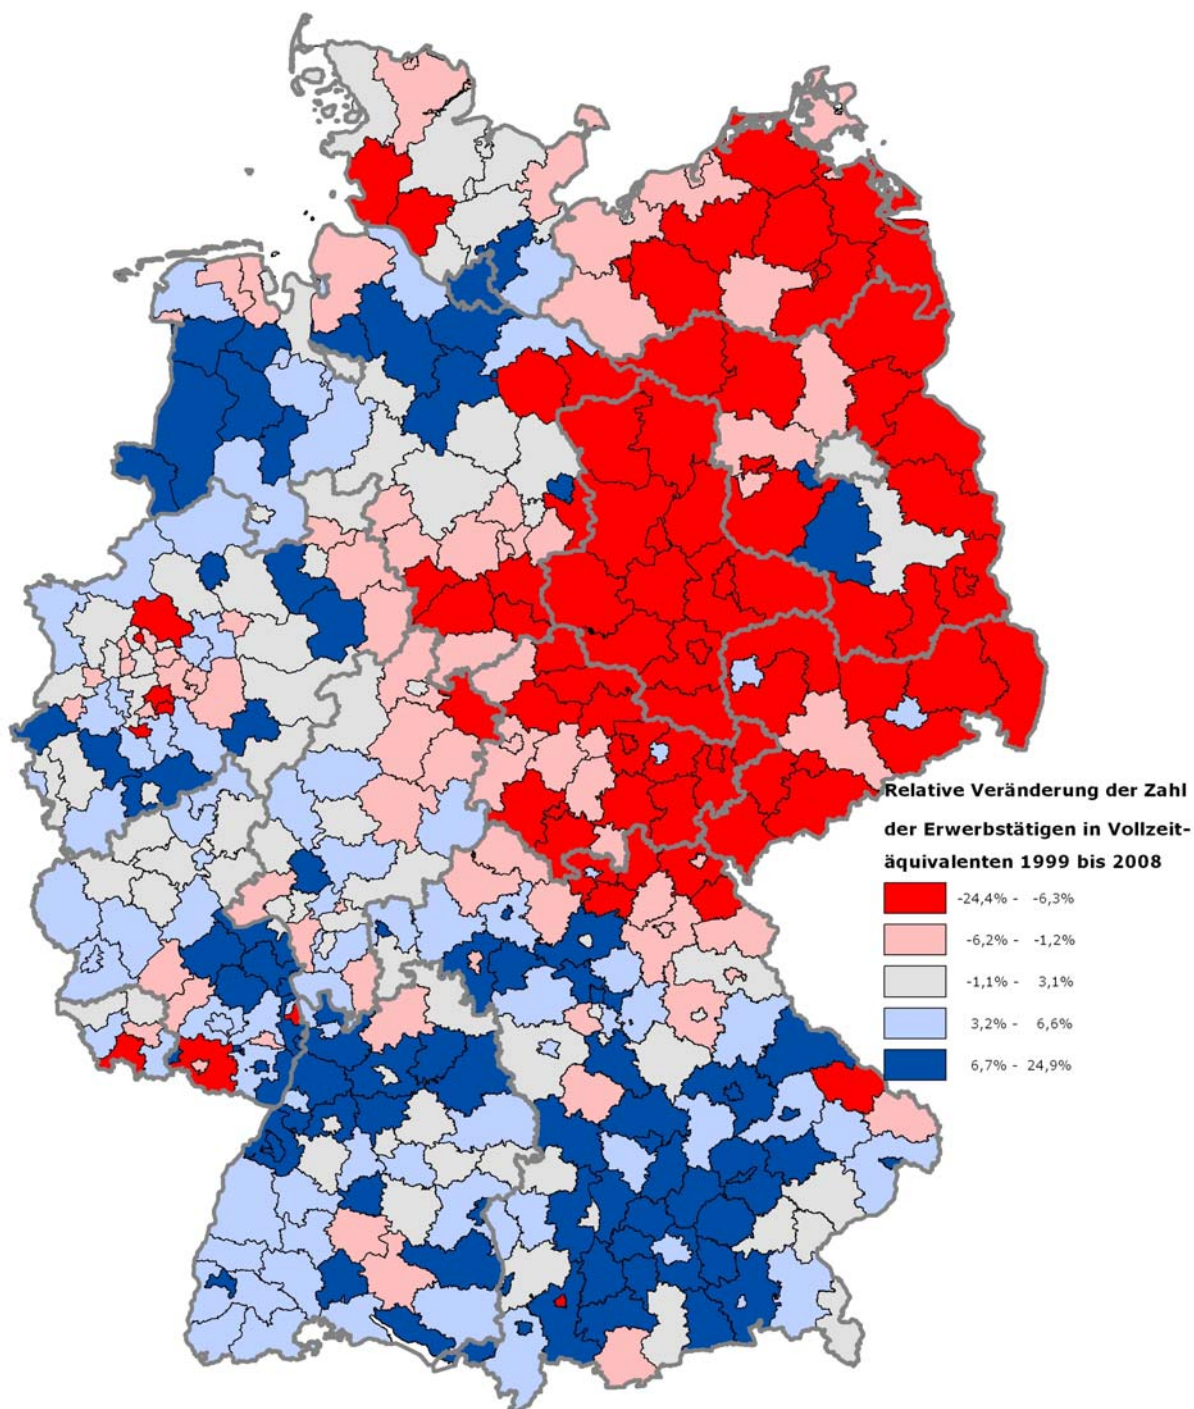 Relative Veränderung der Zahl
der Erwerbstätigen in Vollzeit-
äquivalenten 1999 bis 2008
-24,4% - -6,3%
-6,2% - -1,2%
-1,1% - 3,1%
3,2% - 6,6%
6,7% - 24,9%